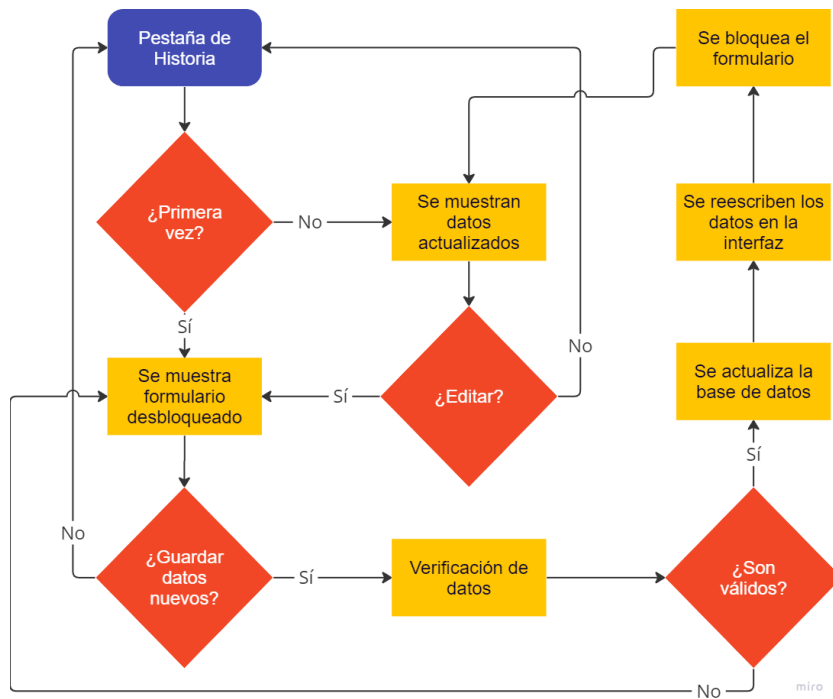 Pestaña de
Historia
Se bloquea el
formulario
¿Primera
vez?
No
Se muestran
datos
actualizados
Se reescriben los
datos en la
interfaz
Sí
No
Se muestra
formulario
desbloqueado
Sí
¿Editar?
Se actualiza la
base de datos
Sí
No
¿Guardar
datos
nuevos?
Sí
Verificación de
datos
¿Son
válidos?
No
miro